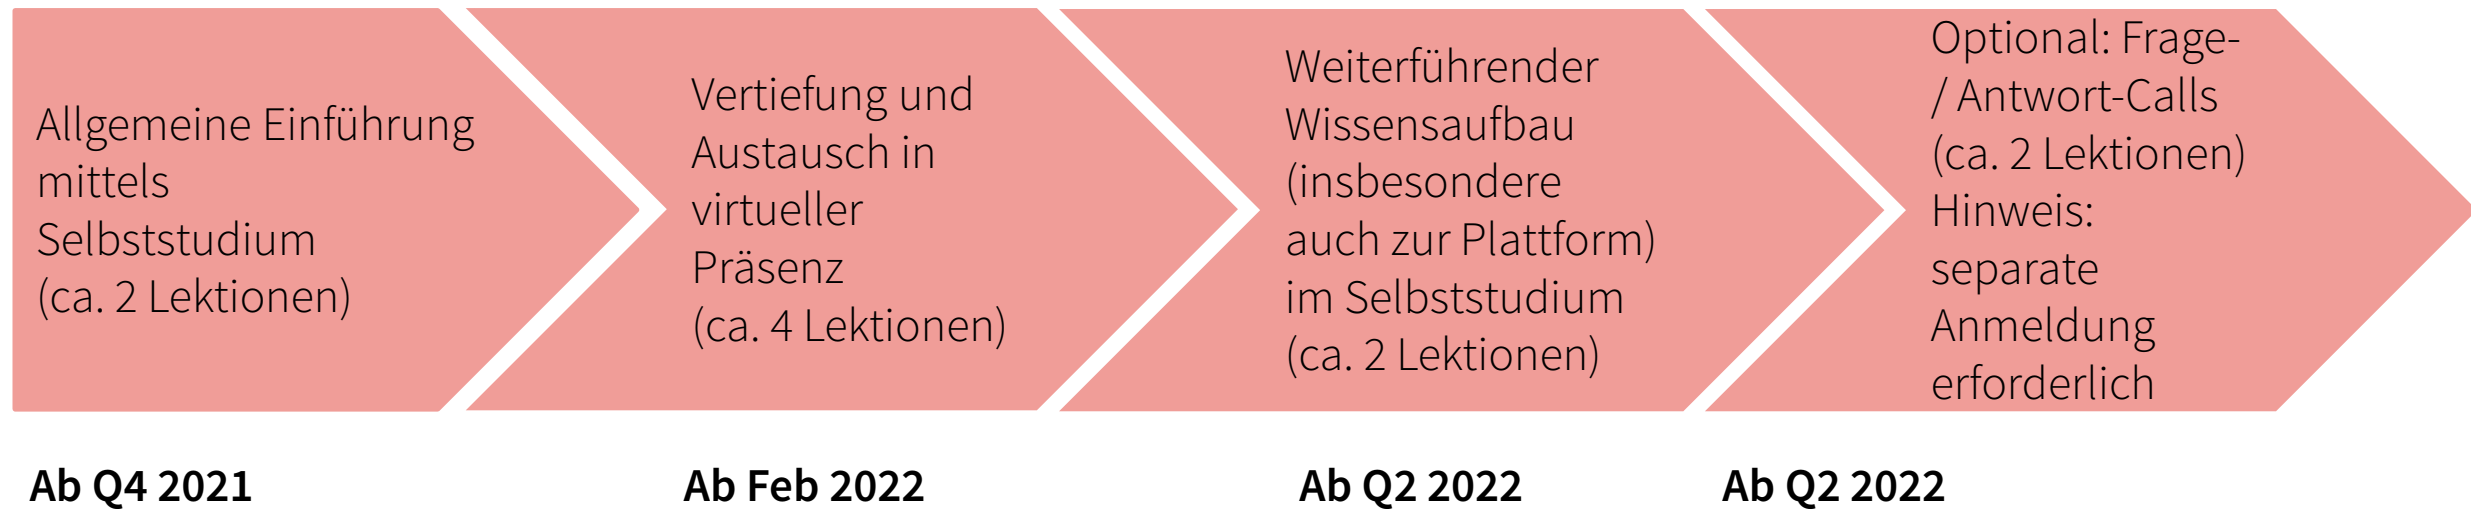 Allgemeine Einführung
mittels
Selbststudium
(ca. 2 Lektionen)
Vertiefung und
Austausch in
virtueller
Präsenz
(ca. 4 Lektionen)
Weiterführender
Wissensaufbau
(insbesondere
auch zur Plattform)
im Selbststudium
(ca. 2 Lektionen)
Optional: Frage-
/ Antwort-Calls
(ca. 2 Lektionen)
Hinweis:
separate
Anmeldung
erforderlich
Ab Q4 2021
Ab Feb 2022
Ab Q2 2022
Ab Q2 2022